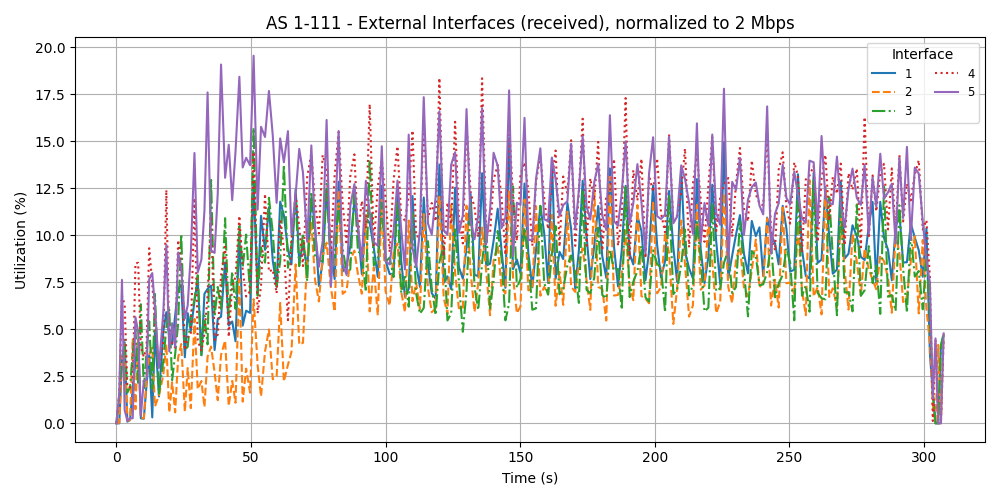 AS 1-111 - External Interfaces (received), normalized to 2 Mbps
Utilization (%)
20.0
17.5
15.0
12.5
10.0
7.5
5.0
2.5
0.0
Interface
1 4
2 5
3
0 50 100 150 200 250 300
Time (s)